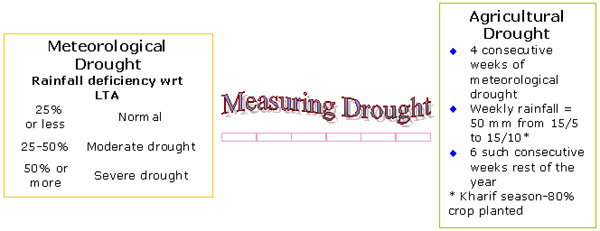 Meteorological
Drought
Rainfall deficiency wrt
LTA
25%
or less Normal
25-50% Moderate drought
50% or
more Severe drought
Measuring Drought
Agricultural
Drought
4 consecutive
weeks of
meteorological
drought
Weekly rainfall =
50 mm from 15/5
to 15/10*
6 such consecutive
weeks rest of the
year
* Kharif season-80%
crop planted